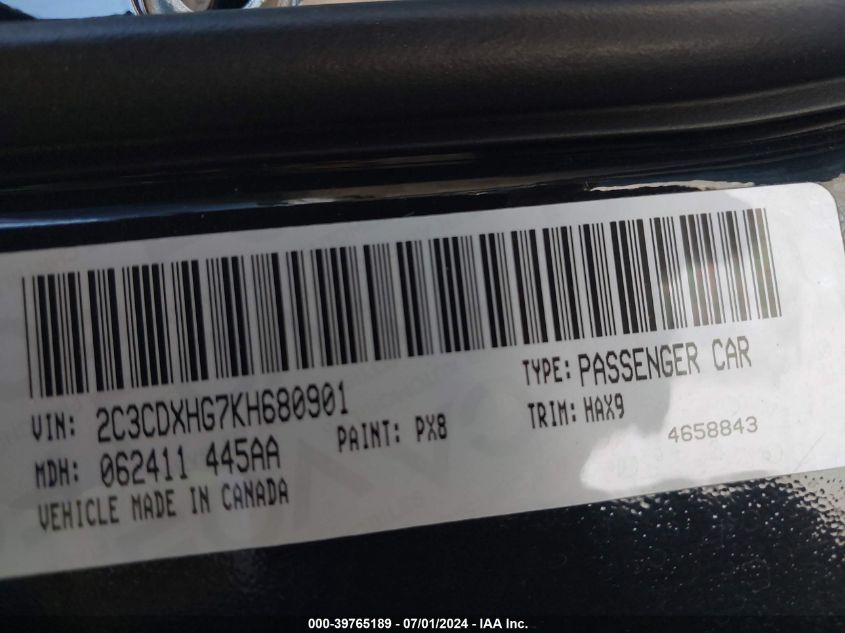 TYPE: PASSENGER CAR
VIN: 2C3CDXHG7KH680901
TRIM: HAX9
PAINT: PX8
4658843
MDH: 062411 445AA
VEHICLE MADE IN CANADA
000-39765189 - 07/01/2024 - IAA Inc.